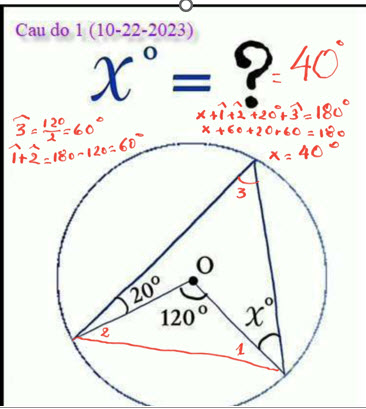 Cau do 1 (10-22-2023)
x° = ? = 40°
3̂ = 120/2 = 60°
1̂+2̂ = 180-120 = 60°
x+1̂+2̂+20°+3̂ = 180°
x+60+20+60 = 180
x = 40°
3
O
20°
120°
x°
2
1